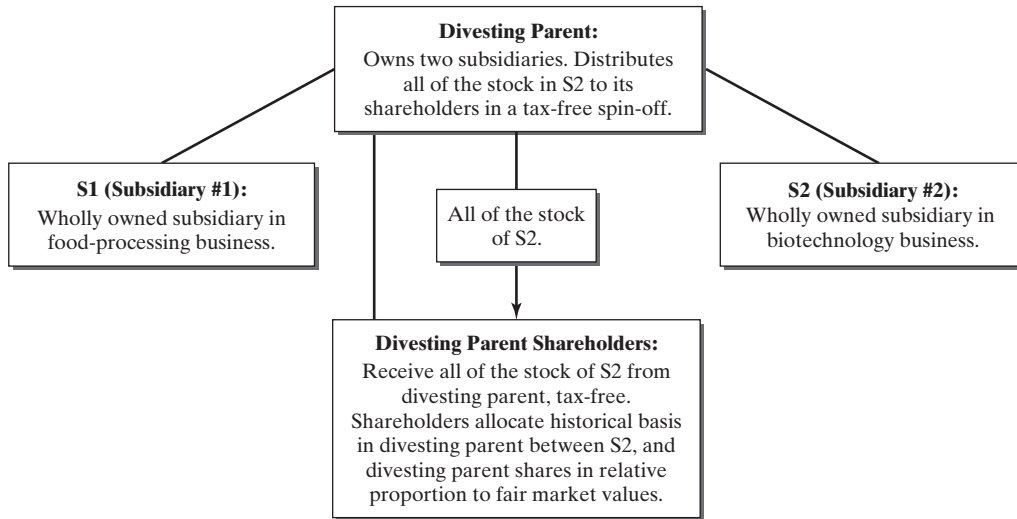 Divesting Parent:
Owns two subsidiaries. Distributes
all of the stock in S2 to its
shareholders in a tax-free spin-off.
S1 (Subsidiary #1):
Wholly owned subsidiary in
food-processing business.
All of the stock
of S2.
S2 (Subsidiary #2):
Wholly owned subsidiary in
biotechnology business.
Divesting Parent Shareholders:
Receive all of the stock of S2 from
divesting parent, tax-free.
Shareholders allocate historical basis
in divesting parent between S2, and
divesting parent shares in relative
proportion to fair market values.